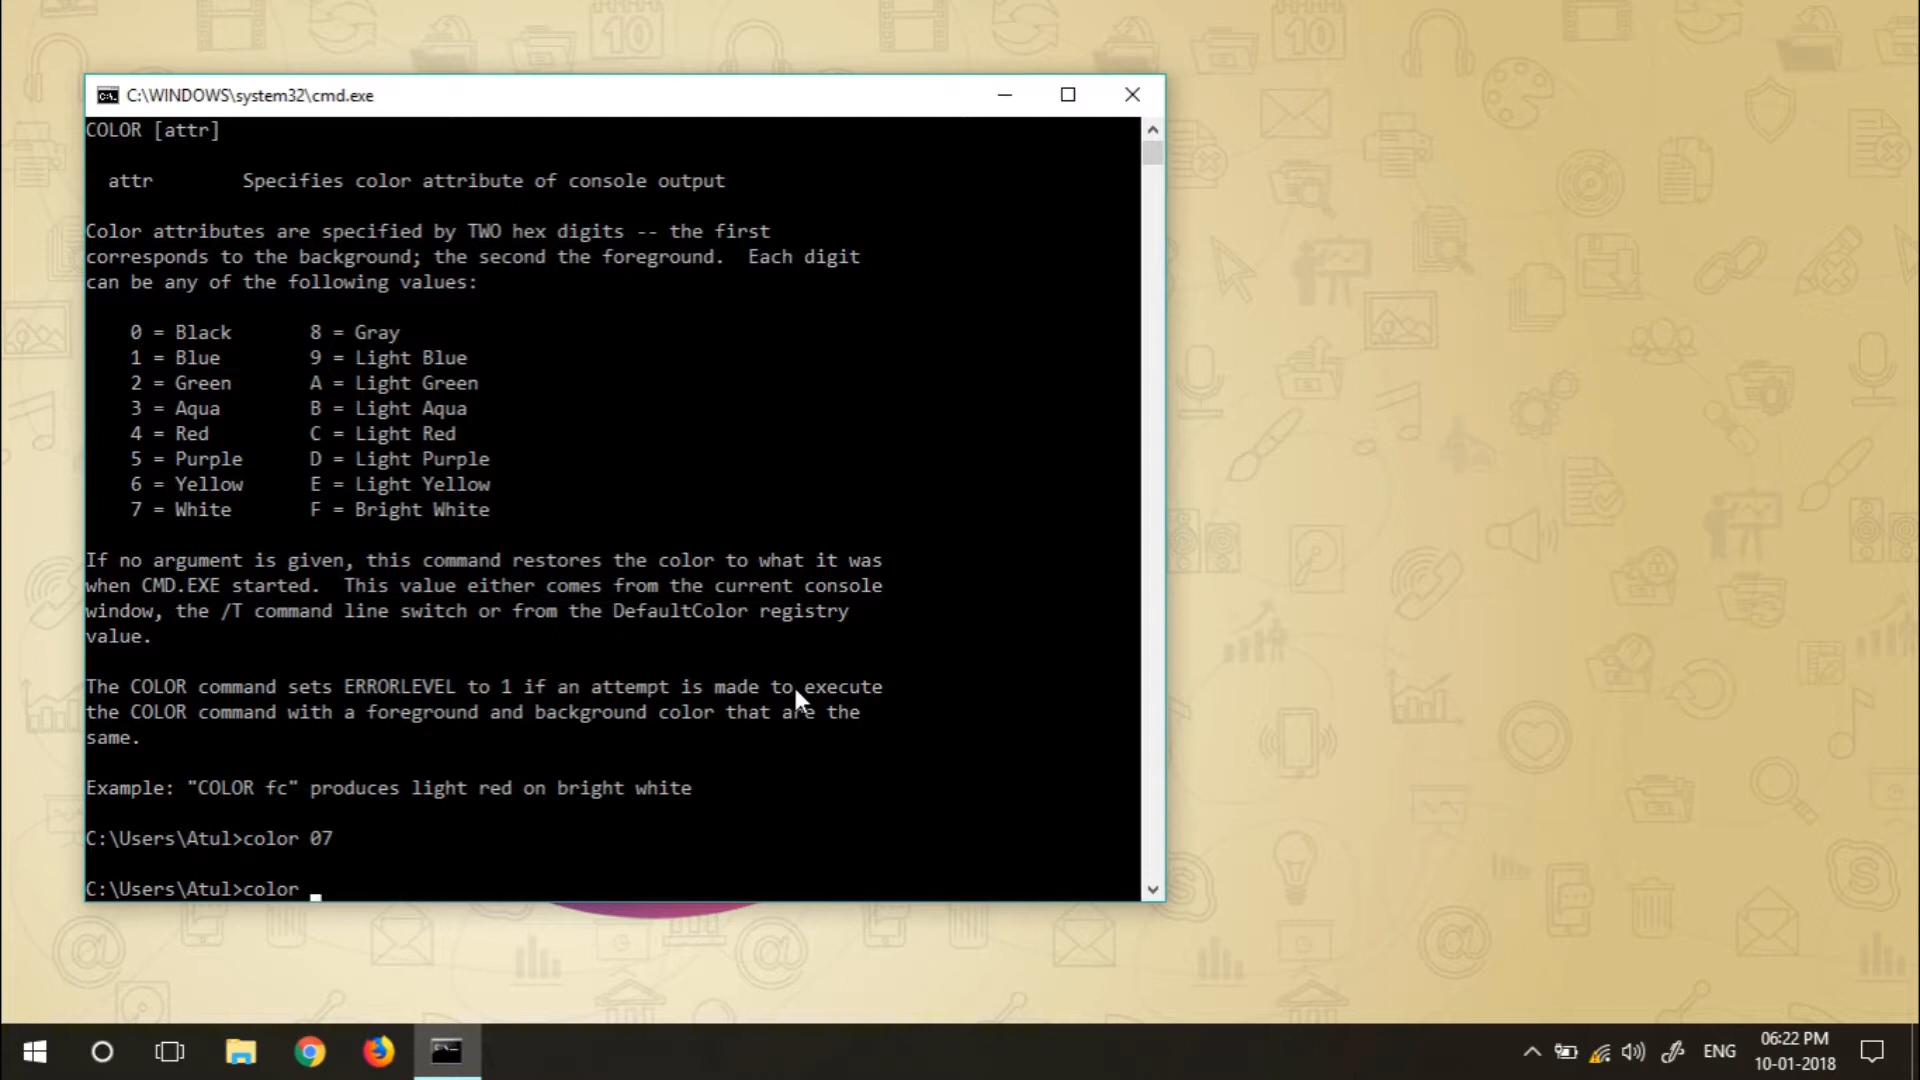 C:\WINDOWS\system32\cmd.exe
COLOR [attr]
attr Specifies color attribute of console output
Color attributes are specified by TWO hex digits -- the first
corresponds to the background; the second the foreground. Each digit
can be any of the following values:
0 = Black 8 = Gray
1 = Blue 9 = Light Blue
2 = Green A = Light Green
3 = Aqua B = Light Aqua
4 = Red C = Light Red
5 = Purple D = Light Purple
6 = Yellow E = Light Yellow
7 = White F = Bright White
If no argument is given, this command restores the color to what it was
when CMD.EXE started. This value either comes from the current console
window, the /T command line switch or from the DefaultColor registry
value.
The COLOR command sets ERRORLEVEL to 1 if an attempt is made to execute
the COLOR command with a foreground and background color that are the
same.
Example: "COLOR fc" produces light red on bright white
C:\Users\Atul>color 07
C:\Users\Atul>color
10
10
ENG
06:22 PM
10-01-2018